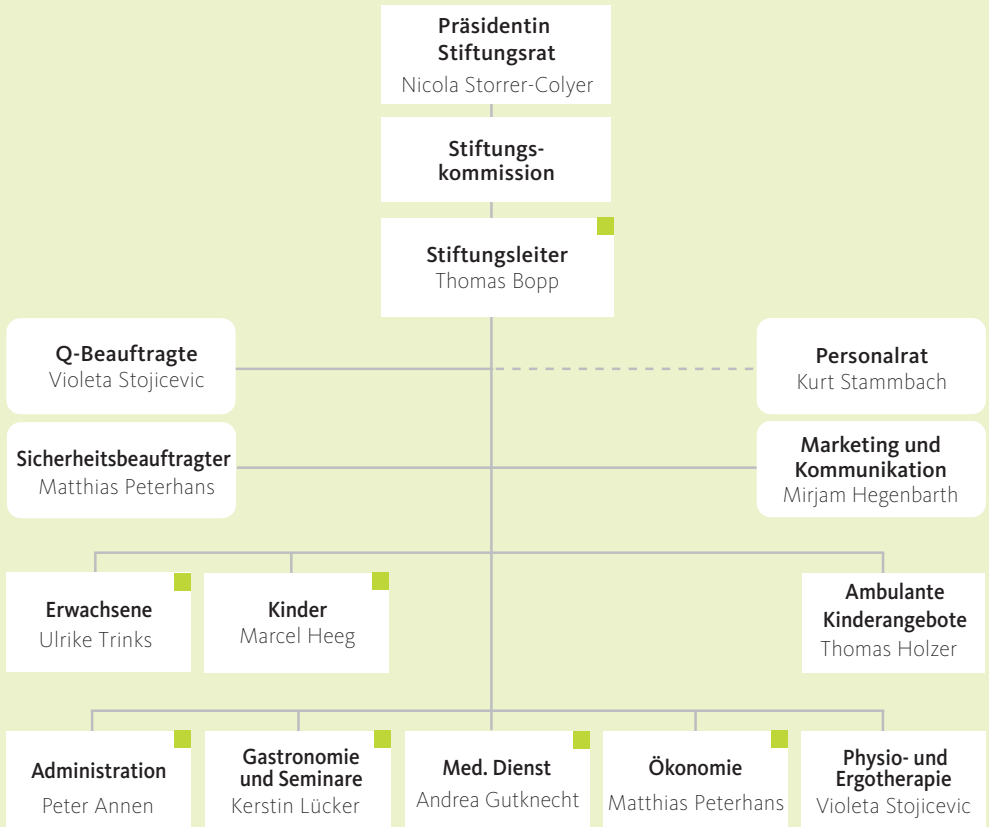 Präsidentin
Stiftungsrat
Nicola Storrer-Colyer
Stiftungs-
kommission
Stiftungsleiter
Thomas Bopp
Q-Beauftragte
Violeta Stojicevic
Personalrat
Kurt Stammbach
Sicherheitsbeauftragter
Matthias Peterhans
Marketing und
Kommunikation
Mirjam Hegenbarth
Erwachsene
Ulrike Trinks
Kinder
Marcel Heeg
Ambulante
Kinderangebote
Thomas Holzer
Administration
Peter Annen
Gastronomie
und Seminare
Kerstin Lücker
Med. Dienst
Andrea Gutknecht
Ökonomie
Matthias Peterhans
Physio- und
Ergotherapie
Violeta Stojicevic